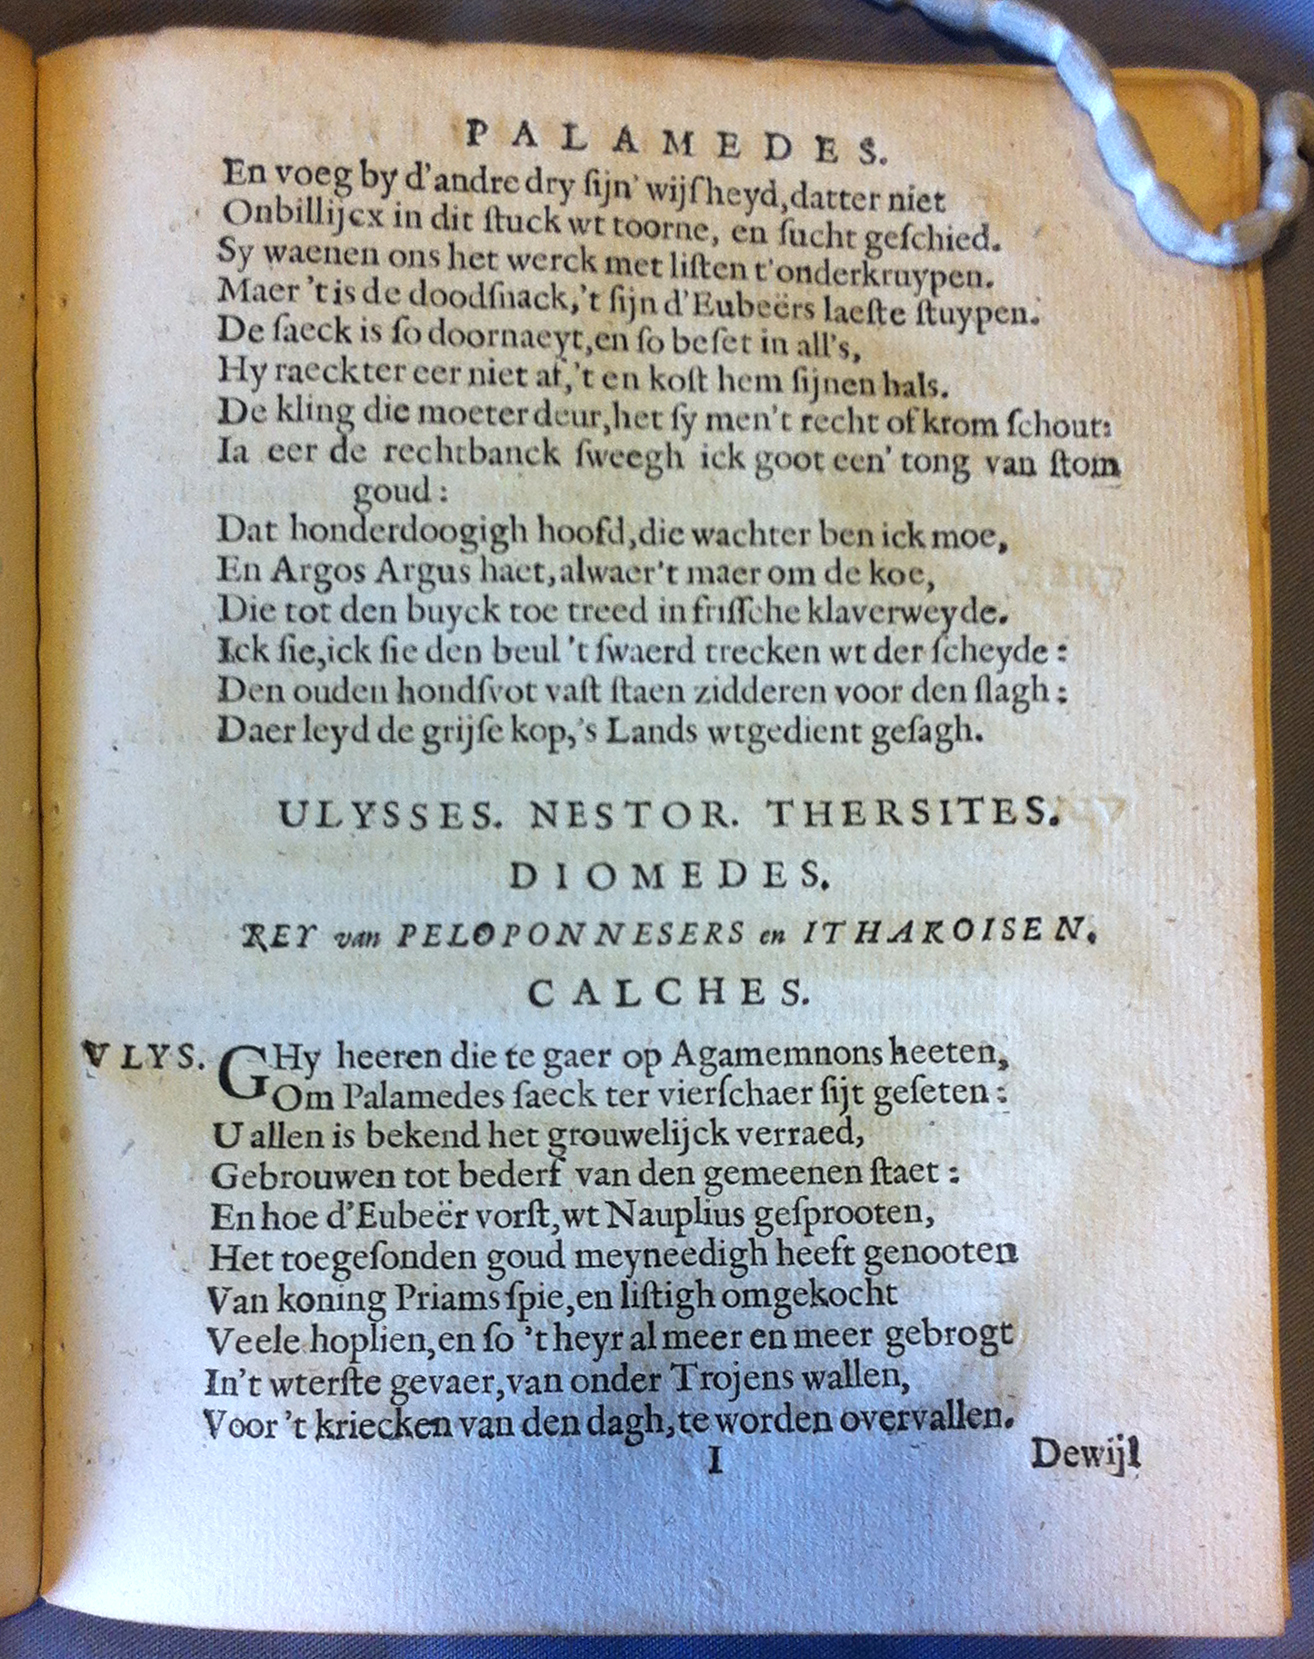 PALAMEDES.
En voeg by d'andre dry ſijn' wijſheyd, datter niet
Onbillijcx in dit ſtuck wt toorne, en ſucht geſchied.
Sy waenen ons het werck met liſten t'onderkruypen.
Maer 't is de doodſnack, 't ſijn d'Eubeërs laeſte ſtuypen.
De ſaeck is ſo doornaeyt, en ſo beſet in all's,
Hy raeckter eer niet af, 't en koſt hem ſijnen hals.
De kling die moeter deur, het ſy men't recht of krom ſchout:
Ia eer de rechtbanck ſweegh ick goot een' tong van ſtom
goud:
Dat honderdoogigh hoofd, die wachter ben ick moe,
En Argos Argus haet, alwaer't maer om de koe,
Die tot den buyck toe treed in friſſche klaverweyde.
Ick ſie, ick ſie den beul 't ſwaerd trecken wt der ſcheyde:
Den ouden hondſvot vaſt ſtaen zidderen voor den ſlagh:
Daer leyd de grijſe kop, 's Lands wtgedient geſagh.
ULYSSES. NESTOR. THERSITES.
DIOMEDES.
REY van PELOPONNESERS en ITHAKOISEN.
CALCHES.
VLYS. GHy heeren die te gaer op Agamemnons heeten,
Om Palamedes ſaeck ter vierſchaer ſijt geſeten:
U allen is bekend het grouwelijck verraed,
Gebrouwen tot bederf van den gemeenen ſtaet:
En hoe d'Eubeër vorſt, wt Nauplius geſprooten,
Het toegeſonden goud meyneedigh heeft genooten
Van koning Priams ſpie, en liſtigh omgekocht
Veele hoplien, en ſo 't heyr al meer en meer gebrogt
In't wterſte gevaer, van onder Trojens wallen,
Voor 't kriecken van den dagh, te worden overvallen.
I
Dewijl